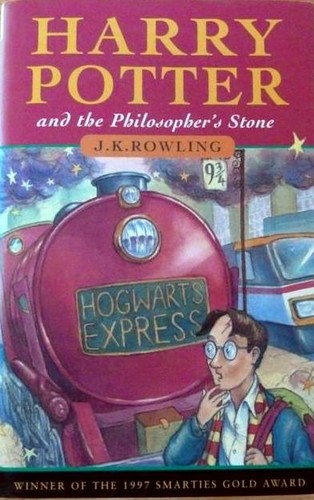 HARRY
POTTER
and the Philosopher's Stone
J.K.ROWLING
9¾
HOGWARTS
EXPRESS
WINNER OF THE 1997 SMARTIES GOLD AWARD